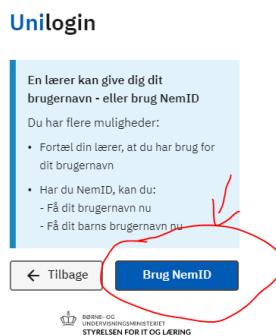 Unilogin
En lærer kan give dig dit
brugernavn - eller brug NemID
Du har flere muligheder:
• Fortæl din lærer, at du har brug for
dit brugernavn
• Har du NemID, kan du:
- Få dit brugernavn nu
- Få dit barns brugernavn nu
← Tilbage
Brug NemID
BØRNE- OG
UNDERVISNINGSMINISTERIET
STYRELSEN FOR IT OG LÆRING